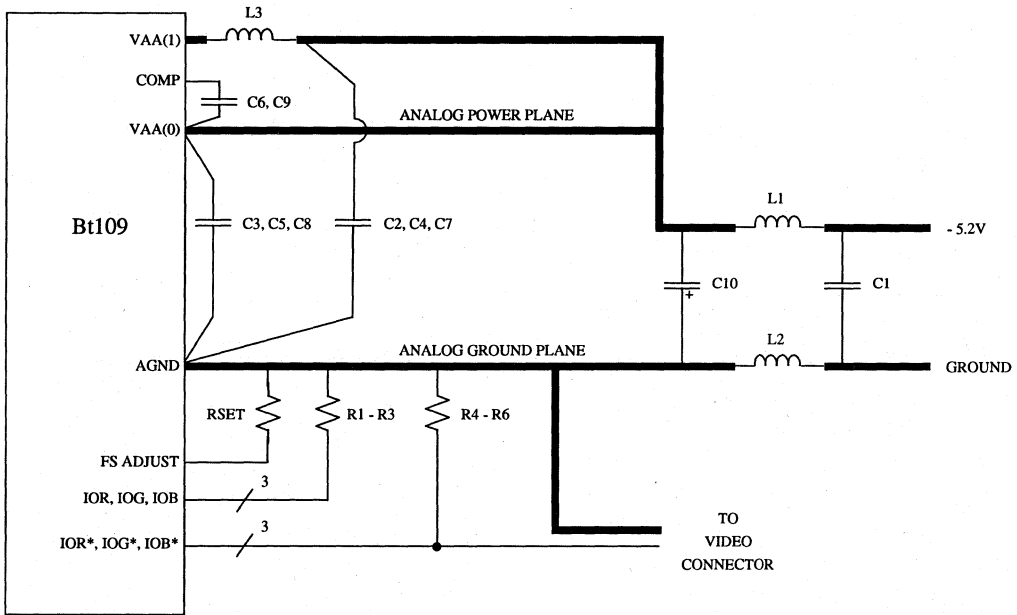 L3
VAA(1)
COMP
C6, C9
VAA(0)
ANALOG POWER PLANE
Bt109
C3, C5, C8
C2, C4, C7
L1
- 5.2V
C10
+
C1
L2
AGND
ANALOG GROUND PLANE
GROUND
RSET
R1 - R3
R4 - R6
FS ADJUST
3
IOR, IOG, IOB
3
IOR*, IOG*, IOB*
TO
VIDEO
CONNECTOR